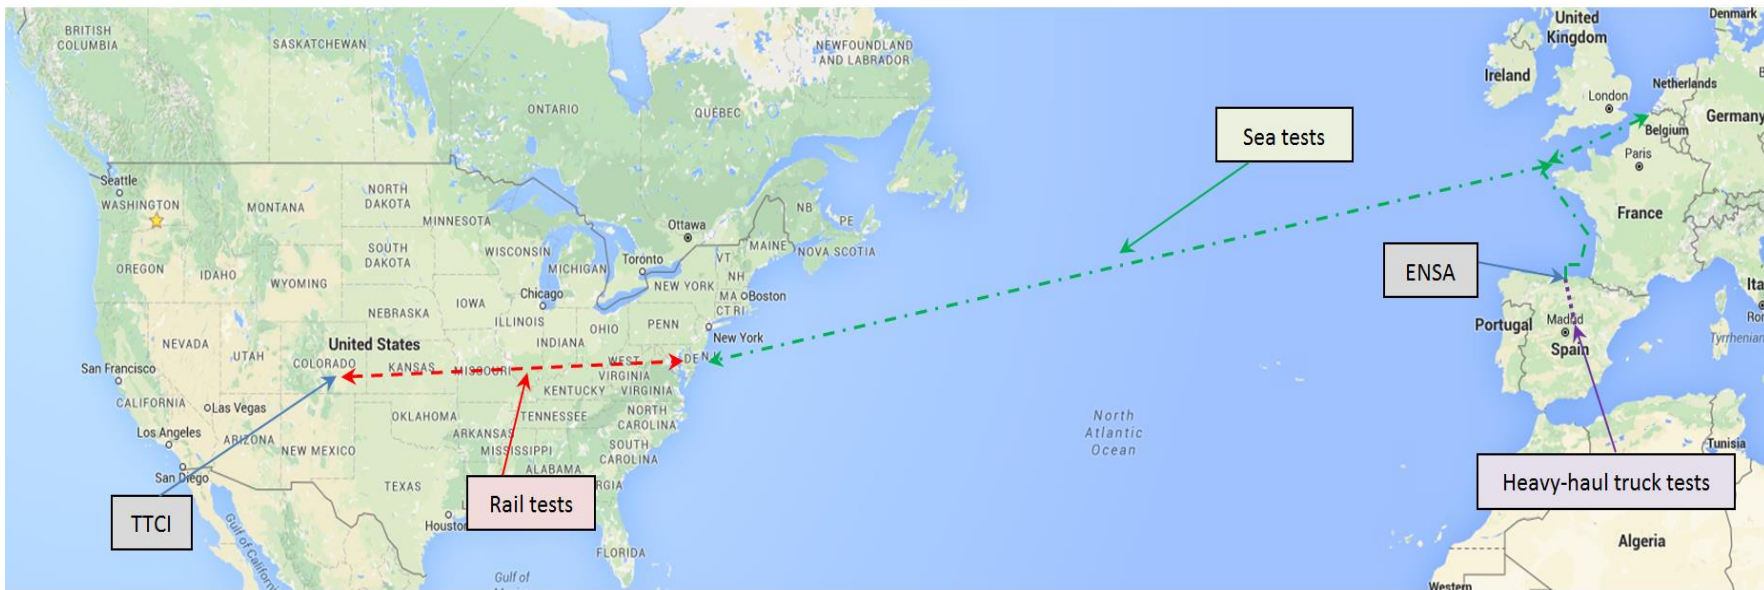 BRITISH
COLUMBIA
SASKATCHEWAN
NEWFOUNDLAND
AND LABRADOR
ONTARIO
QUÉBEC
United
Kingdom
Denmark
Ireland
Netherlands
London
Germany
Belgium
Paris
Sea tests
Seattle
WASHINGTON
MONTANA
NORTH
DAKOTA
MINNESOTA
Ottawa
NB
PE
MAINE
NOVA SCOTIA
France
OREGON
IDAHO
SOUTH
DAKOTA
WISCONSIN
MICHIGAN
Toronto
VT
NH
WYOMING
IOWA
Chicago
NEW YORK
MA
Boston
CT RI
ENSA
NEBRASKA
ILLINOIS
OHIO
PENN
New York
NEVADA
UTAH
United States
INDIANA
Portugal
Madrid
Spain
Tyrrhenian
San Francisco
COLORADO
KANSAS
MISSOURI
WEST
VIRGINIA
DE
KENTUCKY
VIRGINIA
CALIFORNIA
Las Vegas
OKLAHOMA
TENNESSEE
NORTH
CAROLINA
North
Atlantic
Ocean
Los Angeles
ARIZONA
NEW MEXICO
ARKANSAS
MISSISSIPPI
SOUTH
CAROLINA
Tunisia
San Diego
TEXAS
ALABAMA
Rail tests
Heavy-haul truck tests
TTCI
FLORIDA
Algeria
Gulf of
Western